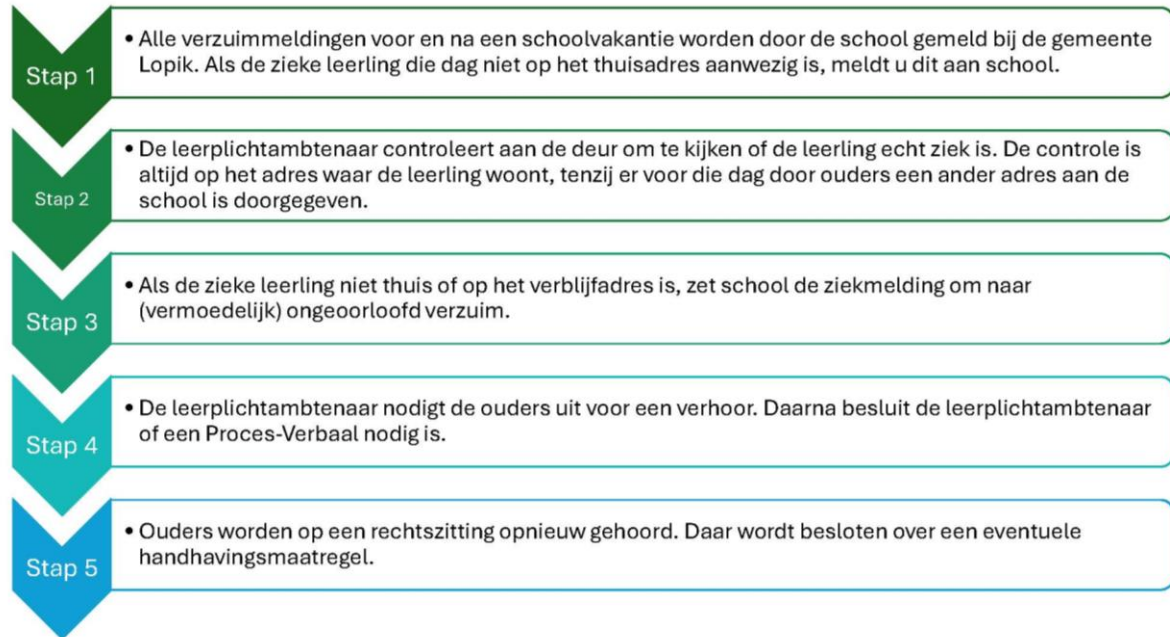 Stap 1
• Alle verzuimmeldingen voor en na een schoolvakantie worden door de school gemeld bij de gemeente
Lopik. Als de zieke leerling die dag niet op het thuisadres aanwezig is, meldt u dit aan school.
Stap 2
• De leerplichtambtenaar controleert aan de deur om te kijken of de leerling echt ziek is. De controle is
altijd op het adres waar de leerling woont, tenzij er voor die dag door ouders een ander adres aan de
school is doorgegeven.
Stap 3
• Als de zieke leerling niet thuis of op het verblijfadres is, zet school de ziekmelding om naar
(vermoedelijk) ongeoorloofd verzuim.
Stap 4
• De leerplichtambtenaar nodigt de ouders uit voor een verhoor. Daarna besluit de leerplichtambtenaar
of een Proces-Verbaal nodig is.
Stap 5
• Ouders worden op een rechtszitting opnieuw gehoord. Daar wordt besloten over een eventuele
handhavingsmaatregel.